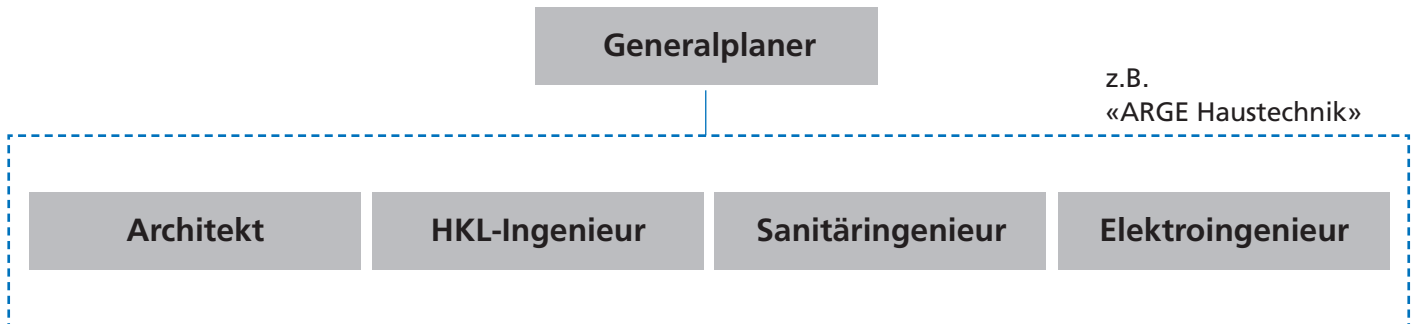 Generalplaner
z.B.
«ARGE Haustechnik»
Architekt
HKL-Ingenieur
Sanitäringenieur
Elektroingenieur